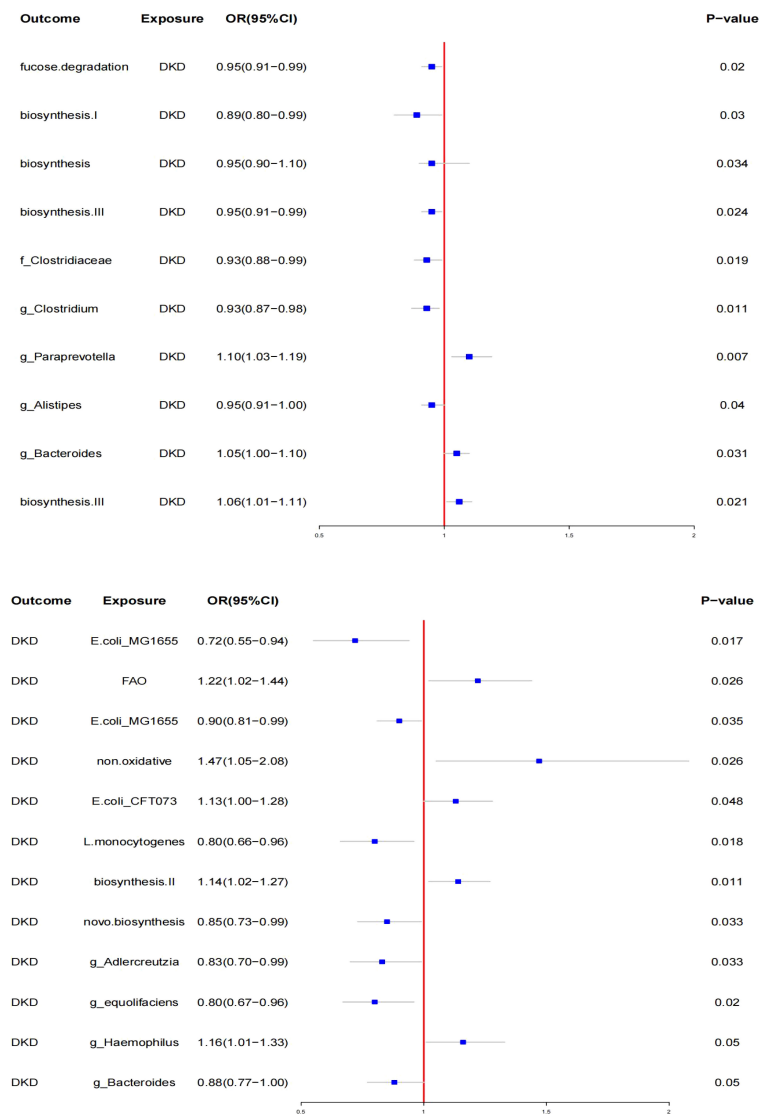 Outcome Exposure OR(95%CI) P−value
fucose.degradation DKD 0.95(0.91−0.99) 0.02
biosynthesis.I DKD 0.89(0.80−0.99) 0.03
biosynthesis DKD 0.95(0.90−1.10) 0.034
biosynthesis.III DKD 0.95(0.91−0.99) 0.024
f_Clostridiaceae DKD 0.93(0.88−0.99) 0.019
g_Clostridium DKD 0.93(0.87−0.98) 0.011
g_Paraprevotella DKD 1.10(1.03−1.19) 0.007
g_Alistipes DKD 0.95(0.91−1.00) 0.04
g_Bacteroides DKD 1.05(1.00−1.10) 0.031
biosynthesis.III DKD 1.06(1.01−1.11) 0.021
0.5 1 1.5 2
Outcome Exposure OR(95%CI) P−value
DKD E.coli_MG1655 0.72(0.55−0.94) 0.017
DKD FAO 1.22(1.02−1.44) 0.026
DKD E.coli_MG1655 0.90(0.81−0.99) 0.035
DKD non.oxidative 1.47(1.05−2.08) 0.026
DKD E.coli_CFT073 1.13(1.00−1.28) 0.048
DKD L.monocytogenes 0.80(0.66−0.96) 0.018
DKD biosynthesis.II 1.14(1.02−1.27) 0.011
DKD novo.biosynthesis 0.85(0.73−0.99) 0.033
DKD g_Adlercreutzia 0.83(0.70−0.99) 0.033
DKD g_equolifaciens 0.80(0.67−0.96) 0.02
DKD g_Haemophilus 1.16(1.01−1.33) 0.05
DKD g_Bacteroides 0.88(0.77−1.00) 0.05
0.5 1 1.5 2